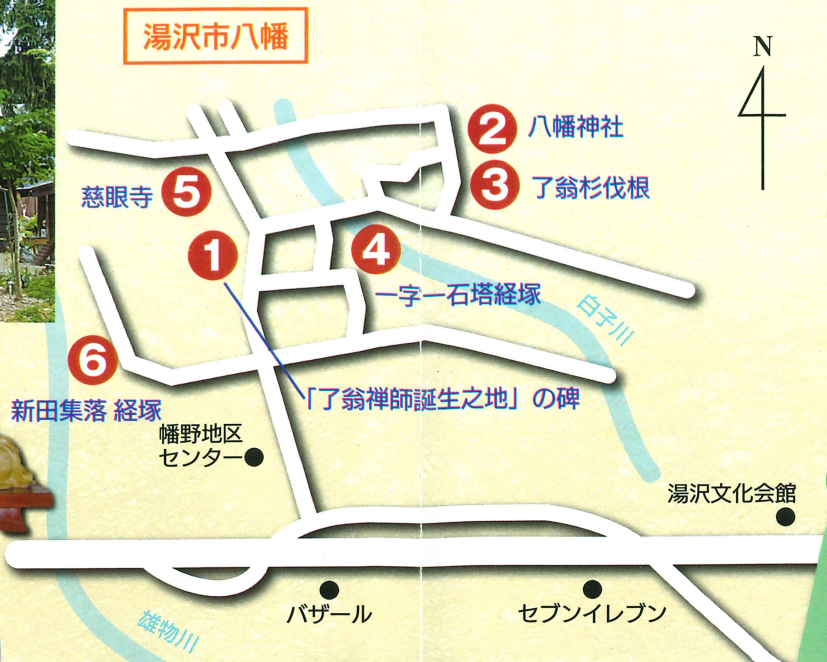 湯沢市八幡
N
2 八幡神社
3 了翁杉伐根
慈眼寺 5
1
4
一字一石塔経塚
白子川
6
新田集落 経塚
「了翁禅師誕生之地」の碑
幡野地区
センター
湯沢文化会館
バザール
セブンイレブン
雄物川